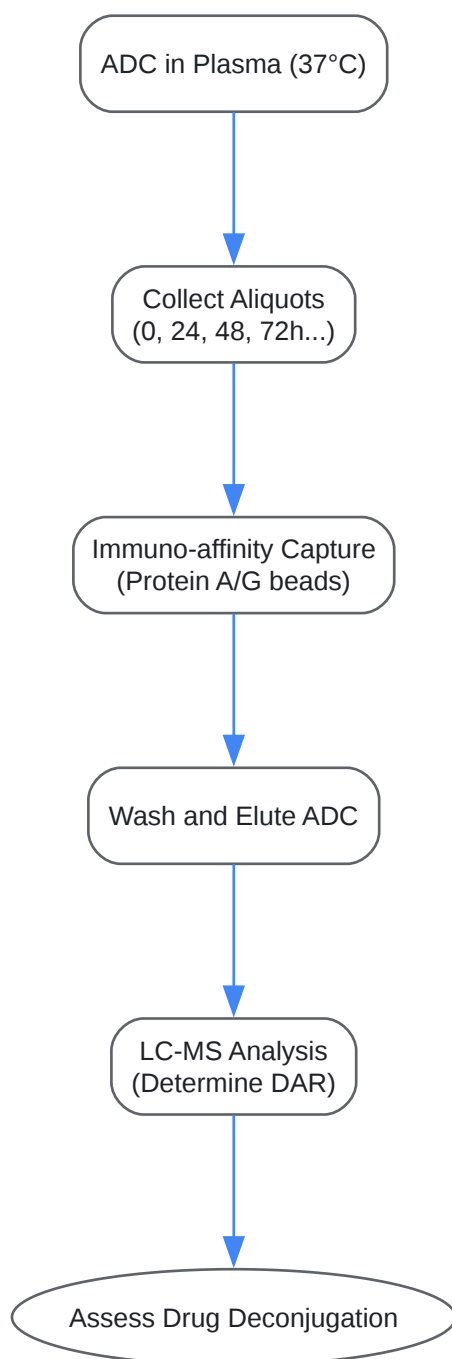 ADC in Plasma (37°C)
Collect Aliquots
(0, 24, 48, 72h...)
Immuno-affinity Capture
(Protein A/G beads)
Wash and Elute ADC
LC-MS Analysis
(Determine DAR)
Assess Drug Deconjugation